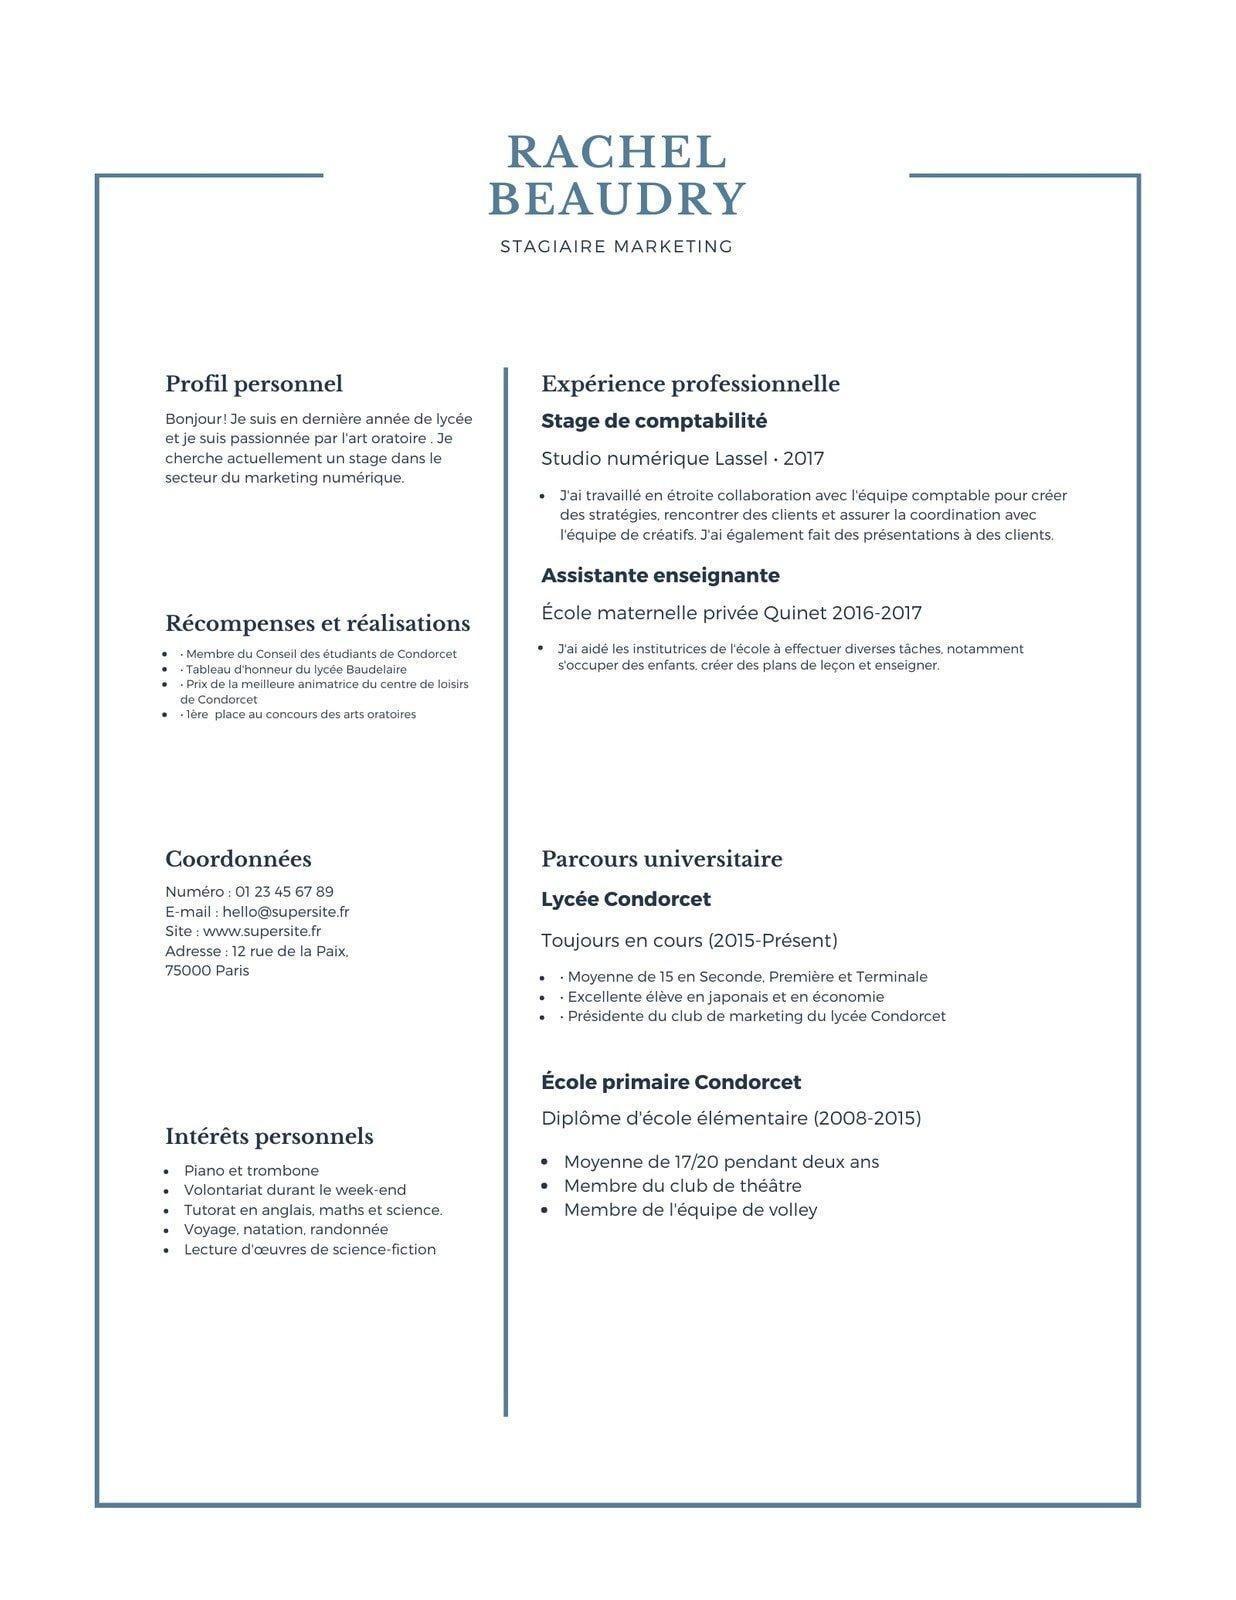 RACHEL
BEAUDRY
STAGIAIRE MARKETING
Profil personnel
Bonjour! Je suis en dernière année de lycée
et je suis passionnée par l'art oratoire . Je
cherche actuellement un stage dans le
secteur du marketing numérique.
Récompenses et réalisations
• · Membre du Conseil des étudiants de Condorcet
• · Tableau d'honneur du lycée Baudelaire
• · Prix de la meilleure animatrice du centre de loisirs
de Condorcet
• · 1ère  place au concours des arts oratoires
Coordonnées
Numéro : 01 23 45 67 89
E-mail : hello@supersite.fr
Site : www.supersite.fr
Adresse : 12 rue de la Paix,
75000 Paris
Intérêts personnels
• Piano et trombone
• Volontariat durant le week-end
• Tutorat en anglais, maths et science.
• Voyage, natation, randonnée
• Lecture d'œuvres de science-fiction
Expérience professionnelle
Stage de comptabilité
Studio numérique Lassel • 2017
• J'ai travaillé en étroite collaboration avec l'équipe comptable pour créer
des stratégies, rencontrer des clients et assurer la coordination avec
l'équipe de créatifs. J'ai également fait des présentations à des clients.
Assistante enseignante
École maternelle privée Quinet 2016-2017
• J'ai aidé les institutrices de l'école à effectuer diverses tâches, notamment
s'occuper des enfants, créer des plans de leçon et enseigner.
Parcours universitaire
Lycée Condorcet
Toujours en cours (2015-Présent)
• · Moyenne de 15 en Seconde, Première et Terminale
• · Excellente élève en japonais et en économie
• · Présidente du club de marketing du lycée Condorcet
École primaire Condorcet
Diplôme d'école élémentaire (2008-2015)
• Moyenne de 17/20 pendant deux ans
• Membre du club de théâtre
• Membre de l'équipe de volley